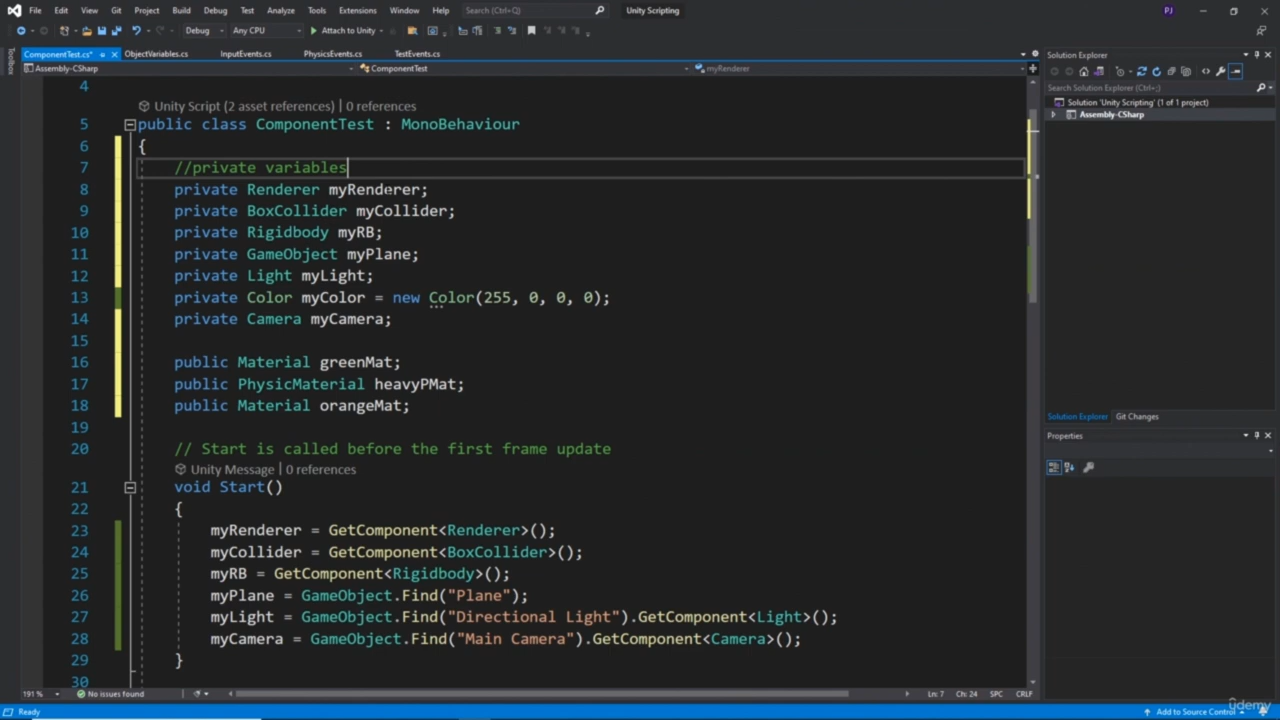 File Edit View Git Project Build Debug Test Analyze Tools Extensions Window Help Search (Ctrl+Q) Unity Scripting PJ
Debug Any CPU Attach to Unity
ComponentTest.cs* ObjectVariables.cs InputEvents.cs PhysicsEvents.cs TestEvents.cs
Assembly-CSharp ComponentTest myRenderer
Toolbox
4
Unity Script (2 asset references) | 0 references
5 public class ComponentTest : MonoBehaviour
6 {
7 //private variables
8 private Renderer myRenderer;
9 private BoxCollider myCollider;
10 private Rigidbody myRB;
11 private GameObject myPlane;
12 private Light myLight;
13 private Color myColor = new Color(255, 0, 0, 0);
14 private Camera myCamera;
15
16 public Material greenMat;
17 public PhysicMaterial heavyPMat;
18 public Material orangeMat;
19
20 // Start is called before the first frame update
Unity Message | 0 references
21 void Start()
22 {
23 myRenderer = GetComponent<Renderer>();
24 myCollider = GetComponent<BoxCollider>();
25 myRB = GetComponent<Rigidbody>();
26 myPlane = GameObject.Find("Plane");
27 myLight = GameObject.Find("Directional Light").GetComponent<Light>();
28 myCamera = GameObject.Find("Main Camera").GetComponent<Camera>();
29 }
30
191 % No issues found Ln: 7 Ch: 24 SPC CRLF
Solution Explorer
Search Solution Explorer (Ctrl+;)
Solution 'Unity Scripting' (1 of 1 project)
Assembly-CSharp
Solution Explorer Git Changes
Properties
Ready Add to Source Control
udemy